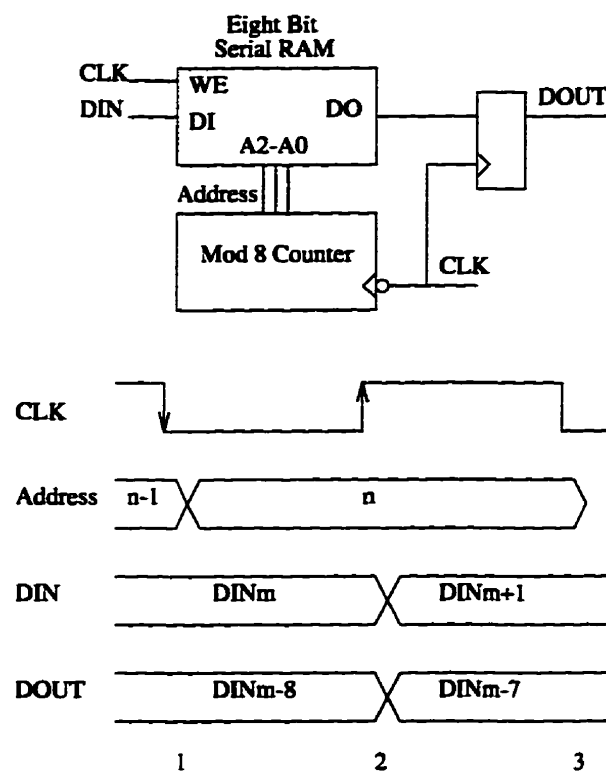 Eight Bit
Serial RAM
CLK
WE
DIN
DI
DO
DOUT
A2-A0
Address
Mod 8 Counter
CLK
CLK
Address
n-1
n
DIN
DINm
DINm+1
DOUT
DINm-8
DINm-7
1
2
3